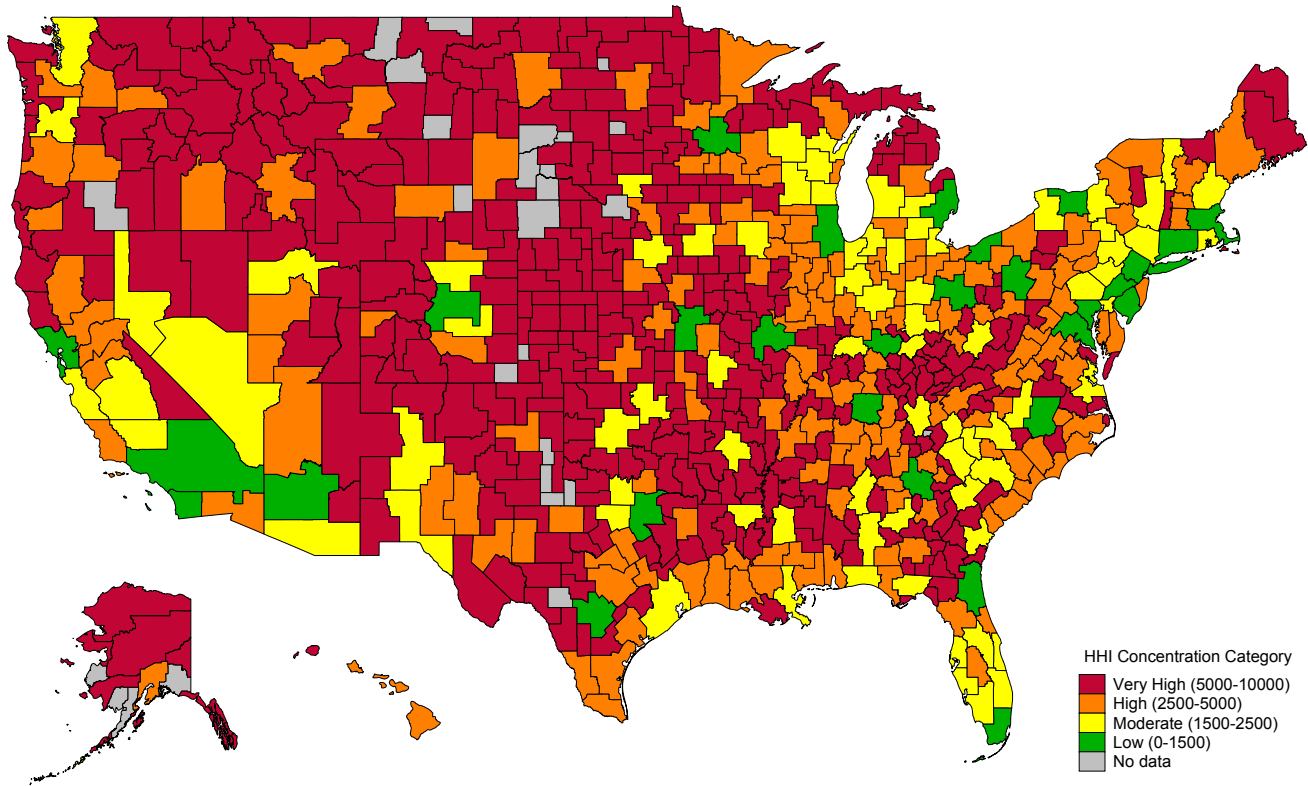 HHI Concentration Category
Very High (5000-10000)
High (2500-5000)
Moderate (1500-2500)
Low (0-1500)
No data